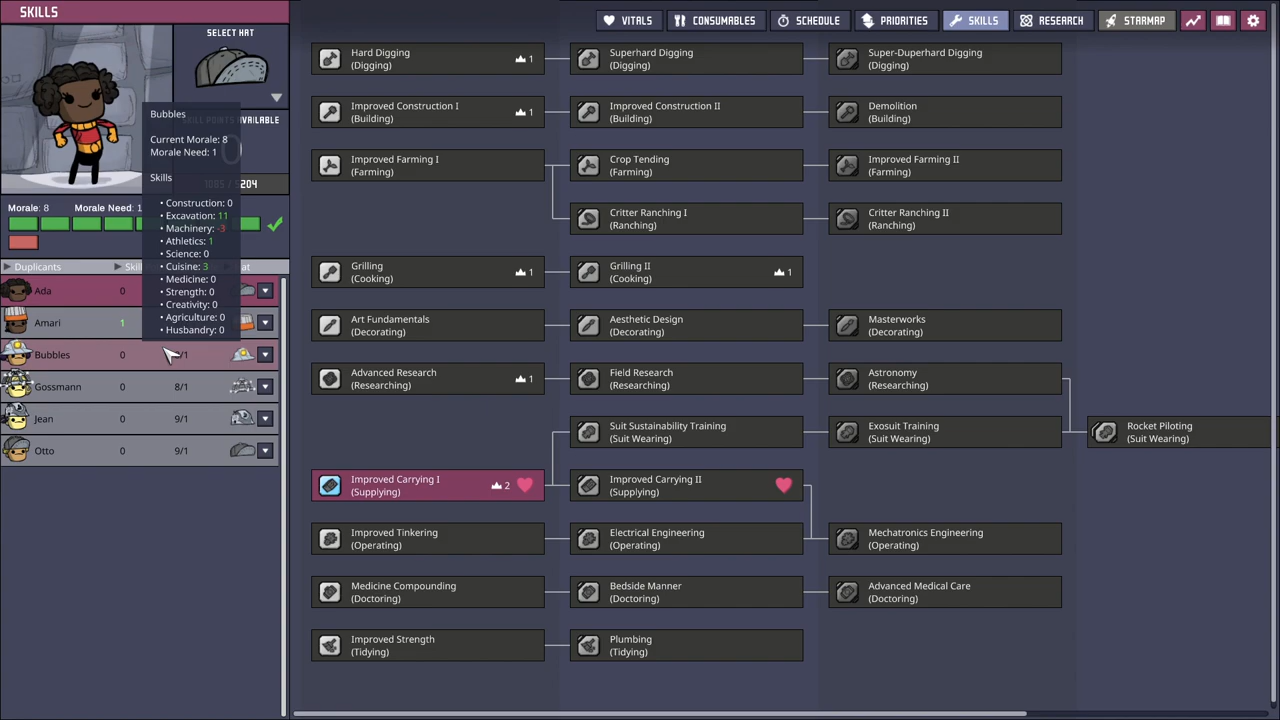 SKILLS
VITALS
CONSUMABLES
SCHEDULE
PRIORITIES
SKILLS
RESEARCH
STARMAP
SELECT HAT
POINTS AVAILABLE
Morale: 8
Morale Need: 1
Duplicants
Ada 0
Amari 1
Bubbles 0 /1
Gossmann 0 8/1
Jean 0 9/1
Otto 0 9/1
Bubbles
Current Morale: 8
Morale Need: 1
Skills
• Construction: 0
• Excavation: 11
• Machinery: -3
• Athletics: 1
• Science: 0
• Cuisine: 3
• Medicine: 0
• Strength: 0
• Creativity: 0
• Agriculture: 0
• Husbandry: 0
Hard Digging
(Digging)
1
Superhard Digging
(Digging)
Super-Duperhard Digging
(Digging)
Improved Construction I
(Building)
1
Improved Construction II
(Building)
Demolition
(Building)
Improved Farming I
(Farming)
Crop Tending
(Farming)
Improved Farming II
(Farming)
Critter Ranching I
(Ranching)
Critter Ranching II
(Ranching)
Grilling
(Cooking)
1
Grilling II
(Cooking)
1
Art Fundamentals
(Decorating)
Aesthetic Design
(Decorating)
Masterworks
(Decorating)
Advanced Research
(Researching)
1
Field Research
(Researching)
Astronomy
(Researching)
Suit Sustainability Training
(Suit Wearing)
Exosuit Training
(Suit Wearing)
Rocket Piloting
(Suit Wearing)
Improved Carrying I
(Supplying)
2
Improved Carrying II
(Supplying)
Improved Tinkering
(Operating)
Electrical Engineering
(Operating)
Mechatronics Engineering
(Operating)
Medicine Compounding
(Doctoring)
Bedside Manner
(Doctoring)
Advanced Medical Care
(Doctoring)
Improved Strength
(Tidying)
Plumbing
(Tidying)